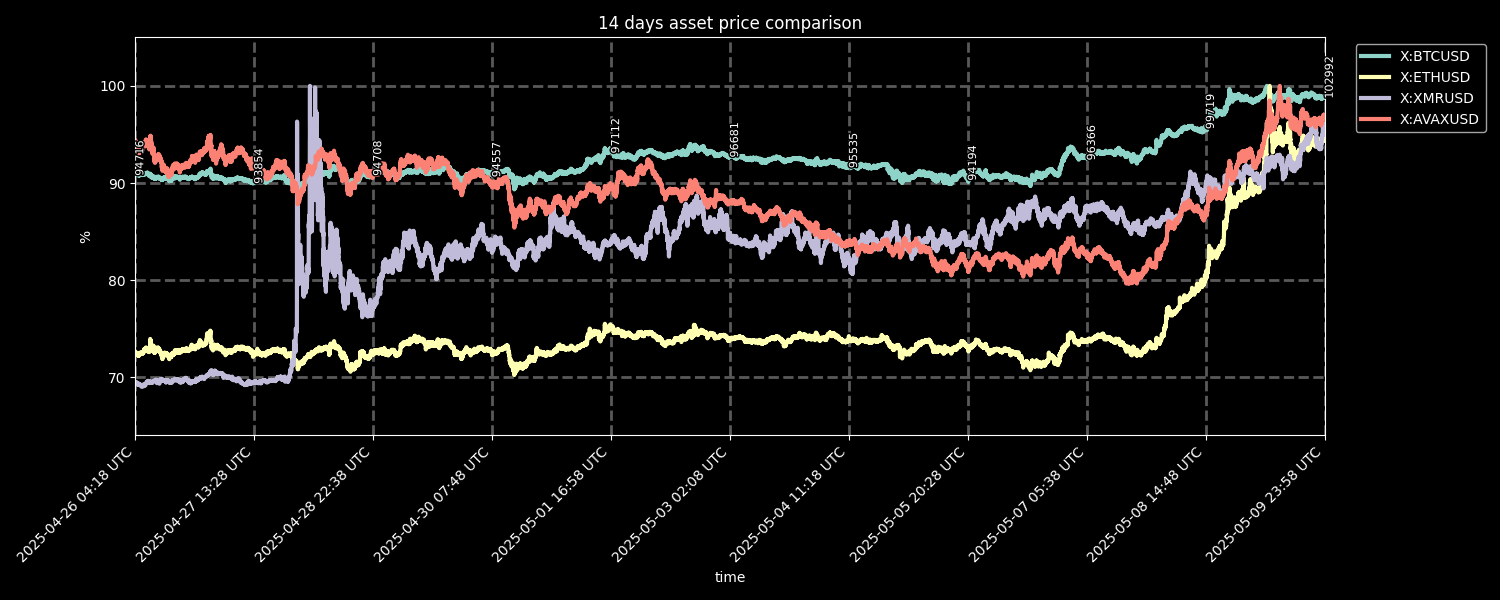 14 days asset price comparison
X:BTCUSD
X:ETHUSD
X:XMRUSD
X:AVAXUSD
100
90
80
70
%
94716
93854
94708
94557
97112
96681
95535
94194
96366
99719
102992
2025-04-26 04:18 UTC
2025-04-27 13:28 UTC
2025-04-28 22:38 UTC
2025-04-30 07:48 UTC
2025-05-01 16:58 UTC
2025-05-03 02:08 UTC
2025-05-04 11:18 UTC
2025-05-05 20:28 UTC
2025-05-07 05:38 UTC
2025-05-08 14:48 UTC
2025-05-09 23:58 UTC
time